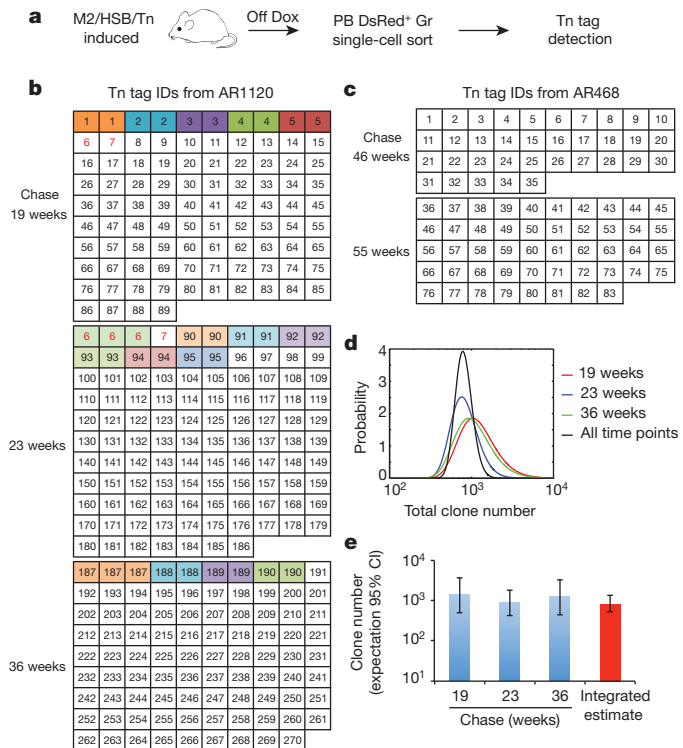 a
M2/HSB/Tn
induced
Off Dox
PB DsRed⁺ Gr
single-cell sort
Tn tag
detection
b
Tn tag IDs from AR1120
Chase
19 weeks
1 1 2 2 3 3 4 4 5 5
6 7 8 9 10 11 12 13 14 15
16 17 18 19 20 21 22 23 24 25
26 27 28 29 30 31 32 33 34 35
36 37 38 39 40 41 42 43 44 45
46 47 48 49 50 51 52 53 54 55
56 57 58 59 60 61 62 63 64 65
66 67 68 69 70 71 72 73 74 75
76 77 78 79 80 81 82 83 84 85
86 87 88 89
23 weeks
6 6 6 7 90 90 91 91 92 92
93 93 94 94 95 95 96 97 98 99
100 101 102 103 104 105 106 107 108 109
110 111 112 113 114 115 116 117 118 119
120 121 122 123 124 125 126 127 128 129
130 131 132 133 134 135 136 137 138 139
140 141 142 143 144 145 146 147 148 149
150 151 152 153 154 155 156 157 158 159
160 161 162 163 164 165 166 167 168 169
170 171 172 173 174 175 176 177 178 179
180 181 182 183 184 185 186
36 weeks
187 187 187 188 188 189 189 190 190 191
192 193 194 195 196 197 198 199 200 201
202 203 204 205 206 207 208 209 210 211
212 213 214 215 216 217 218 219 220 221
222 223 224 225 226 227 228 229 230 231
232 233 234 235 236 237 238 239 240 241
242 243 244 245 246 247 248 249 250 251
252 253 254 255 256 257 258 259 260 261
262 263 264 265 266 267 268 269 270
c
Tn tag IDs from AR468
Chase
46 weeks
1 2 3 4 5 6 7 8 9 10
11 12 13 14 15 16 17 18 19 20
21 22 23 24 25 26 27 28 29 30
31 32 33 34 35
55 weeks
36 37 38 39 40 41 42 43 44 45
46 47 48 49 50 51 52 53 54 55
56 57 58 59 60 61 62 63 64 65
66 67 68 69 70 71 72 73 74 75
76 77 78 79 80 81 82 83
d
Probability
4
3
2
1
0
10² 10³ 10⁴
Total clone number
19 weeks
23 weeks
36 weeks
All time points
e
Clone number
(expectation 95% CI)
10⁴
10³
10²
10¹
19 23 36
Chase (weeks)
Integrated
estimate